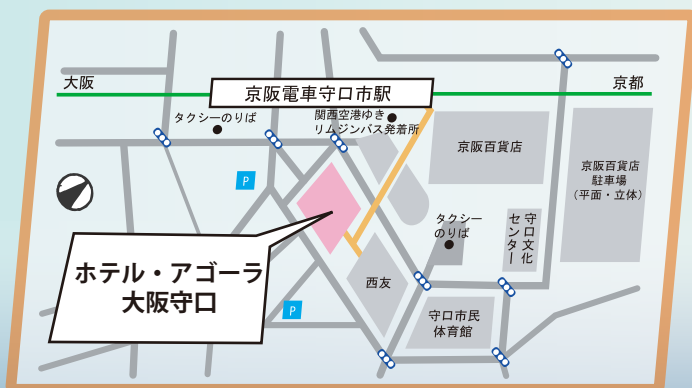 大阪
京都
京阪電車守口市駅
タクシーのりば
関西空港ゆき
リムジンバス発着所
京阪百貨店
京阪百貨店
駐車場
(平面・立体)
P
タクシー
のりば
守口文化
センター
ホテル・アゴーラ
大阪守口
西友
P
守口市民
体育館